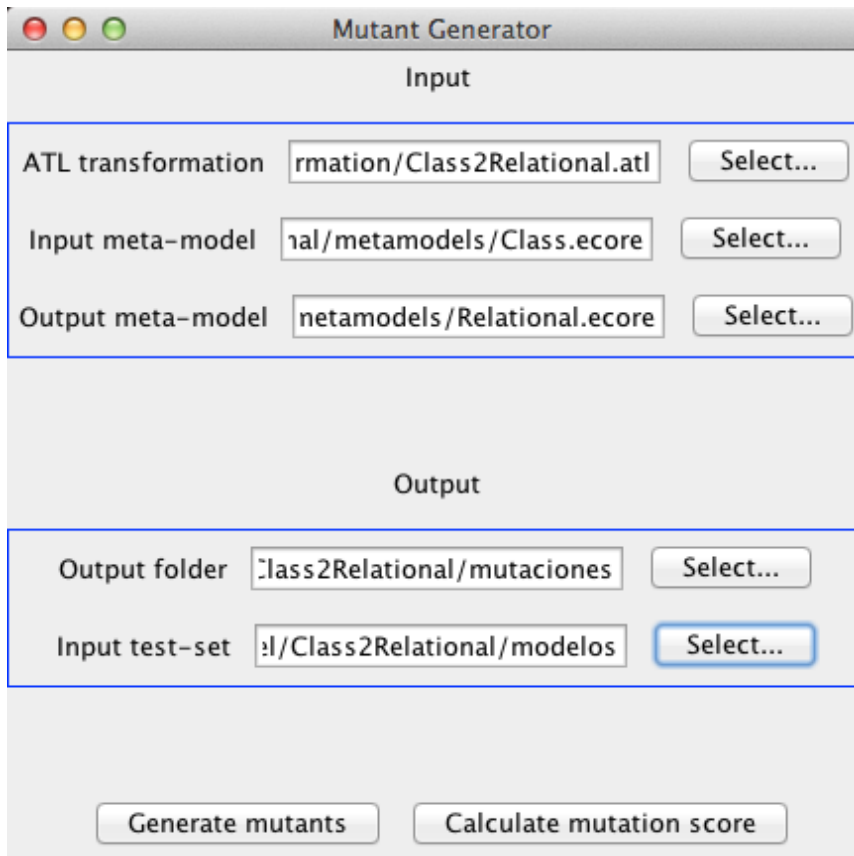 Mutant Generator
Input
ATL transformation rmation/Class2Relational.atl Select...
Input meta-model nal/metamodels/Class.ecore Select...
Output meta-model netamodels/Relational.ecore Select...
Output
Output folder Class2Relational/mutaciones Select...
Input test-set el/Class2Relational/modelos Select...
Generate mutants Calculate mutation score